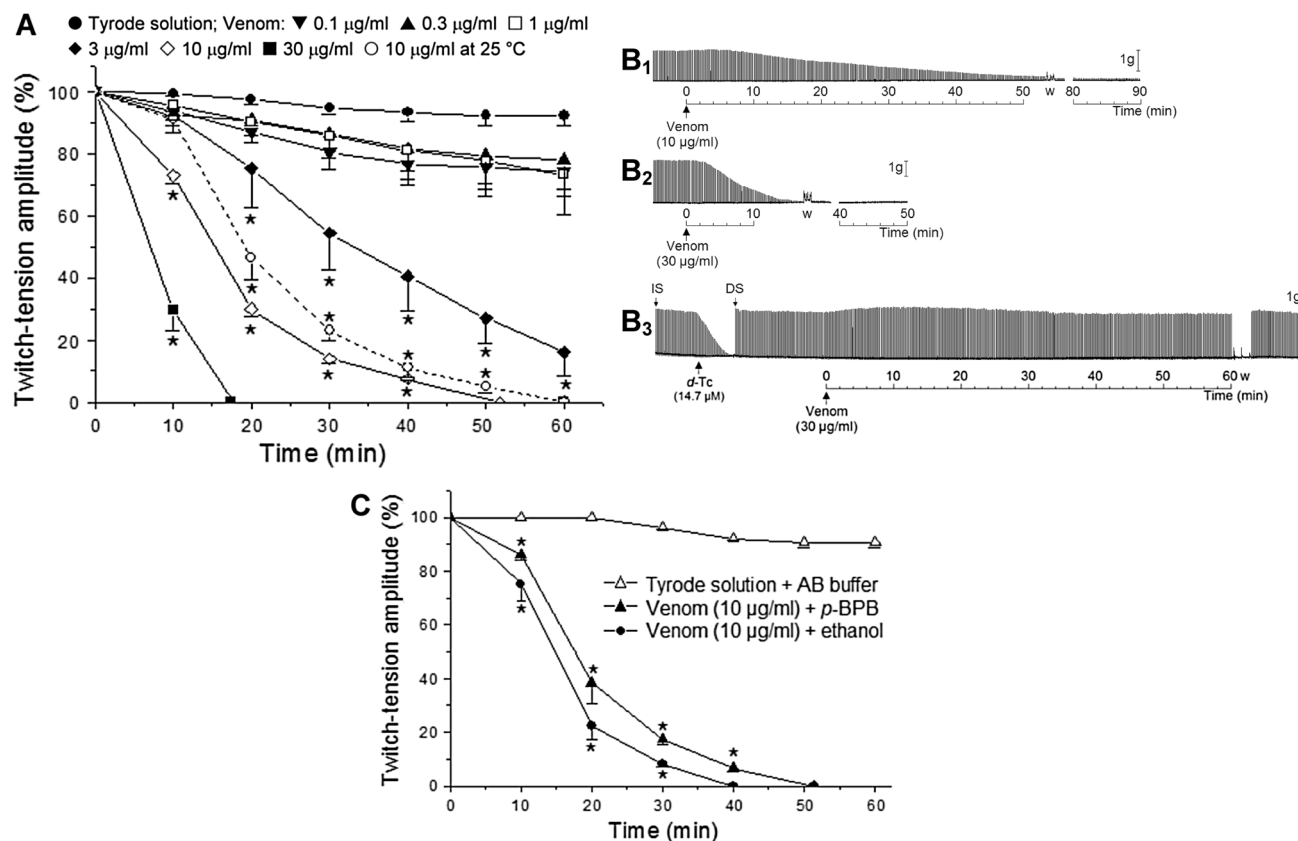 A
● Tyrode solution; Venom: ▼ 0.1 µg/ml ▲ 0.3 µg/ml □ 1 µg/ml
◆ 3 µg/ml ◇ 10 µg/ml ■ 30 µg/ml ○ 10 µg/ml at 25 °C
Twitch-tension amplitude (%)
100
80
60
40
20
0
0 10 20 30 40 50 60
Time (min)
B1
1g
0 10 20 30 40 50 w 80 90
Time (min)
Venom
(10 µg/ml)
B2
1g
w
0 10 40 50
Time (min)
Venom
(30 µg/ml)
B3
IS DS 1g
d-Tc
(14.7 µM)
0 10 20 30 40 50 60 w
Time (min)
Venom
(30 µg/ml)
C
Twitch-tension amplitude (%)
100
80
60
40
20
0
△ Tyrode solution + AB buffer
▲ Venom (10 µg/ml) + p-BPB
● Venom (10 µg/ml) + ethanol
0 10 20 30 40 50 60
Time (min)